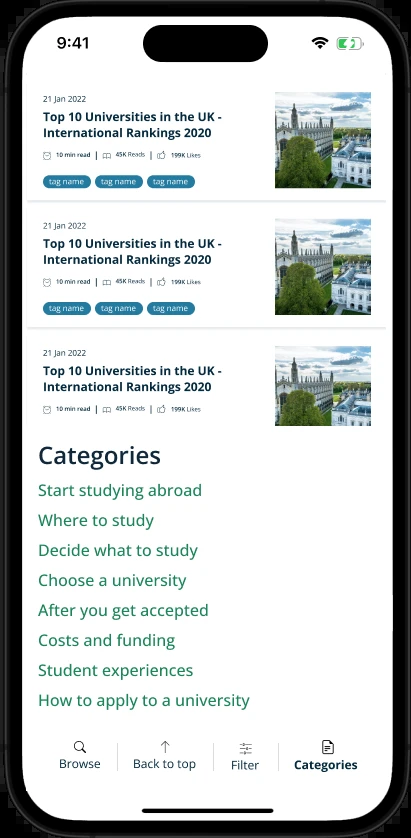 9:41
21 Jan 2022
Top 10 Universities in the UK -
International Rankings 2020
10 min read | 45K Reads | 199K Likes
tag name tag name tag name
21 Jan 2022
Top 10 Universities in the UK -
International Rankings 2020
10 min read | 45K Reads | 199K Likes
tag name tag name tag name
21 Jan 2022
Top 10 Universities in the UK -
International Rankings 2020
10 min read | 45K Reads | 199K Likes
Categories
Start studying abroad
Where to study
Decide what to study
Choose a university
After you get accepted
Costs and funding
Student experiences
How to apply to a university
Browse Back to top Filter Categories